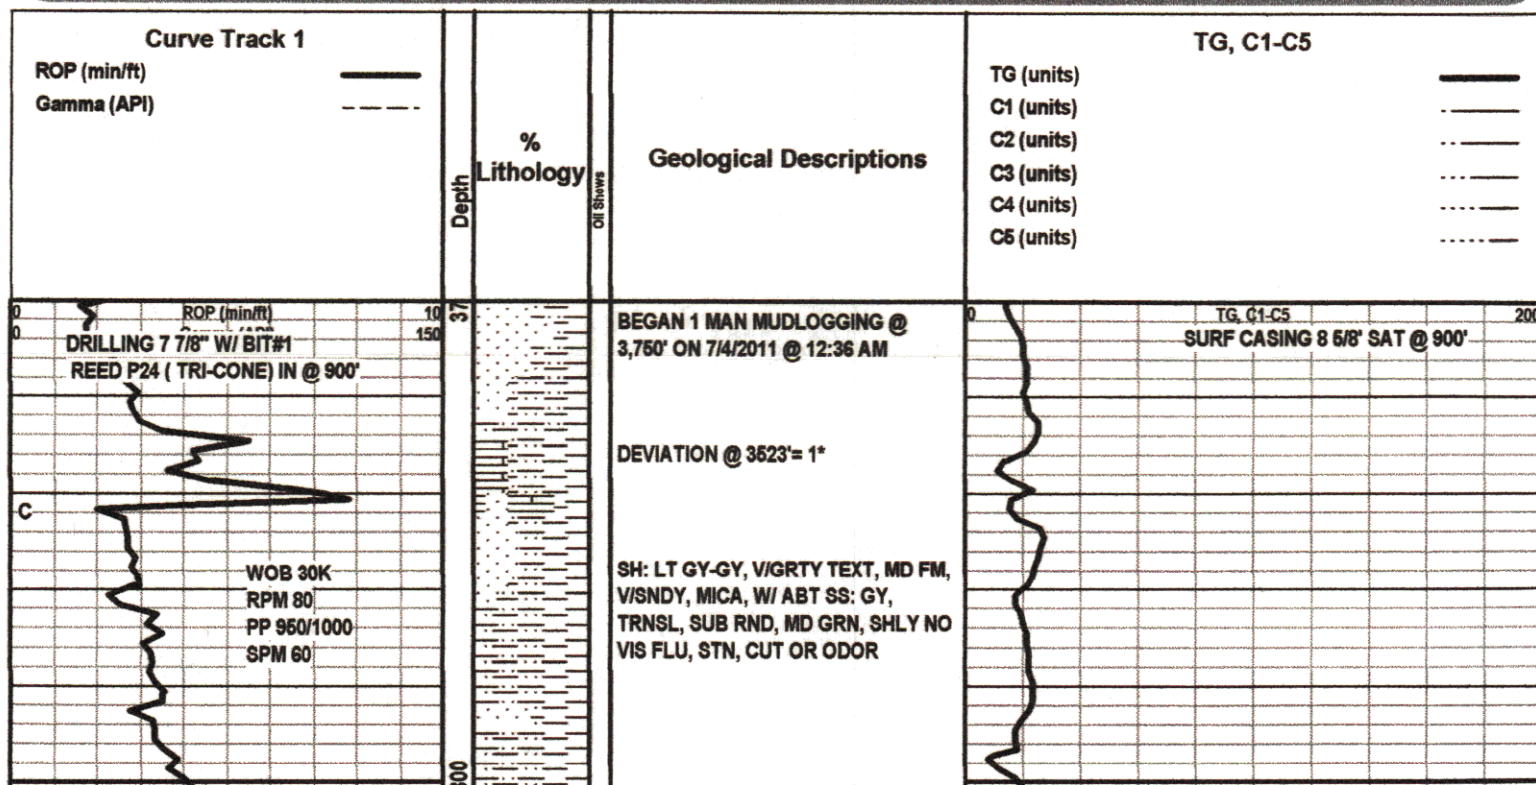 Curve Track 1
ROP (min/ft)
Gamma (API)
Depth
%
Lithology
Oil Shows
Geological Descriptions
TG, C1-C5
TG (units)
C1 (units)
C2 (units)
C3 (units)
C4 (units)
C5 (units)
0 ROP (min/ft) 10
0 150
DRILLING 7 7/8" W/ BIT#1
REED P24 ( TRI-CONE) IN @ 900'
C
WOB 30K
RPM 80
PP 950/1000
SPM 60
37
BEGAN 1 MAN MUDLOGGING @
3,750' ON 7/4/2011 @ 12:36 AM
DEVIATION @ 3523'= 1*
SH: LT GY-GY, V/GRTY TEXT, MD FM,
V/SNDY, MICA, W/ ABT SS: GY,
TRNSL, SUB RND, MD GRN, SHLY NO
VIS FLU, STN, CUT OR ODOR
0 TG, C1-C5 200
SURF CASING 8 5/8' SAT @ 900'